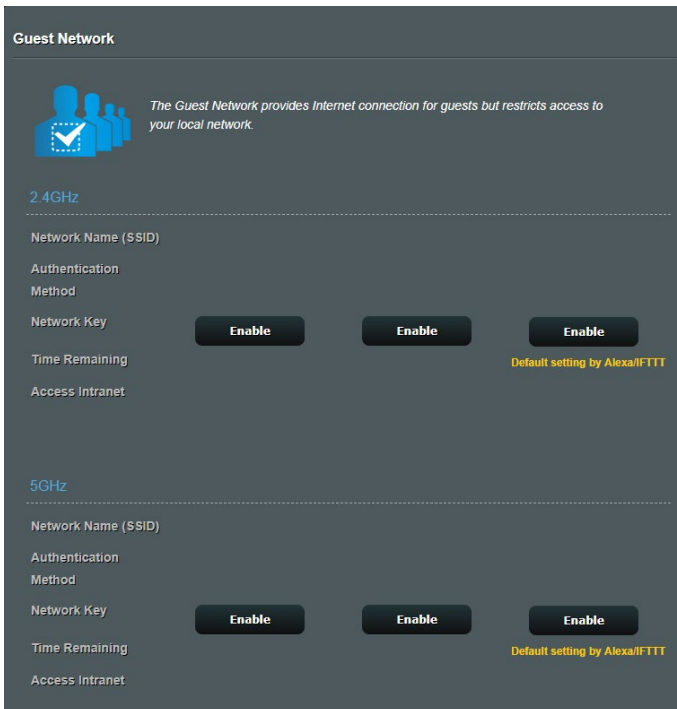 Guest Network
The Guest Network provides Internet connection for guests but restricts access to
your local network.
2.4GHz
Network Name (SSID)
Authentication
Method
Network Key
Enable Enable Enable
Time Remaining
Default setting by Alexa/IFTTT
Access Intranet
5GHz
Network Name (SSID)
Authentication
Method
Network Key
Enable Enable Enable
Time Remaining
Default setting by Alexa/IFTTT
Access Intranet